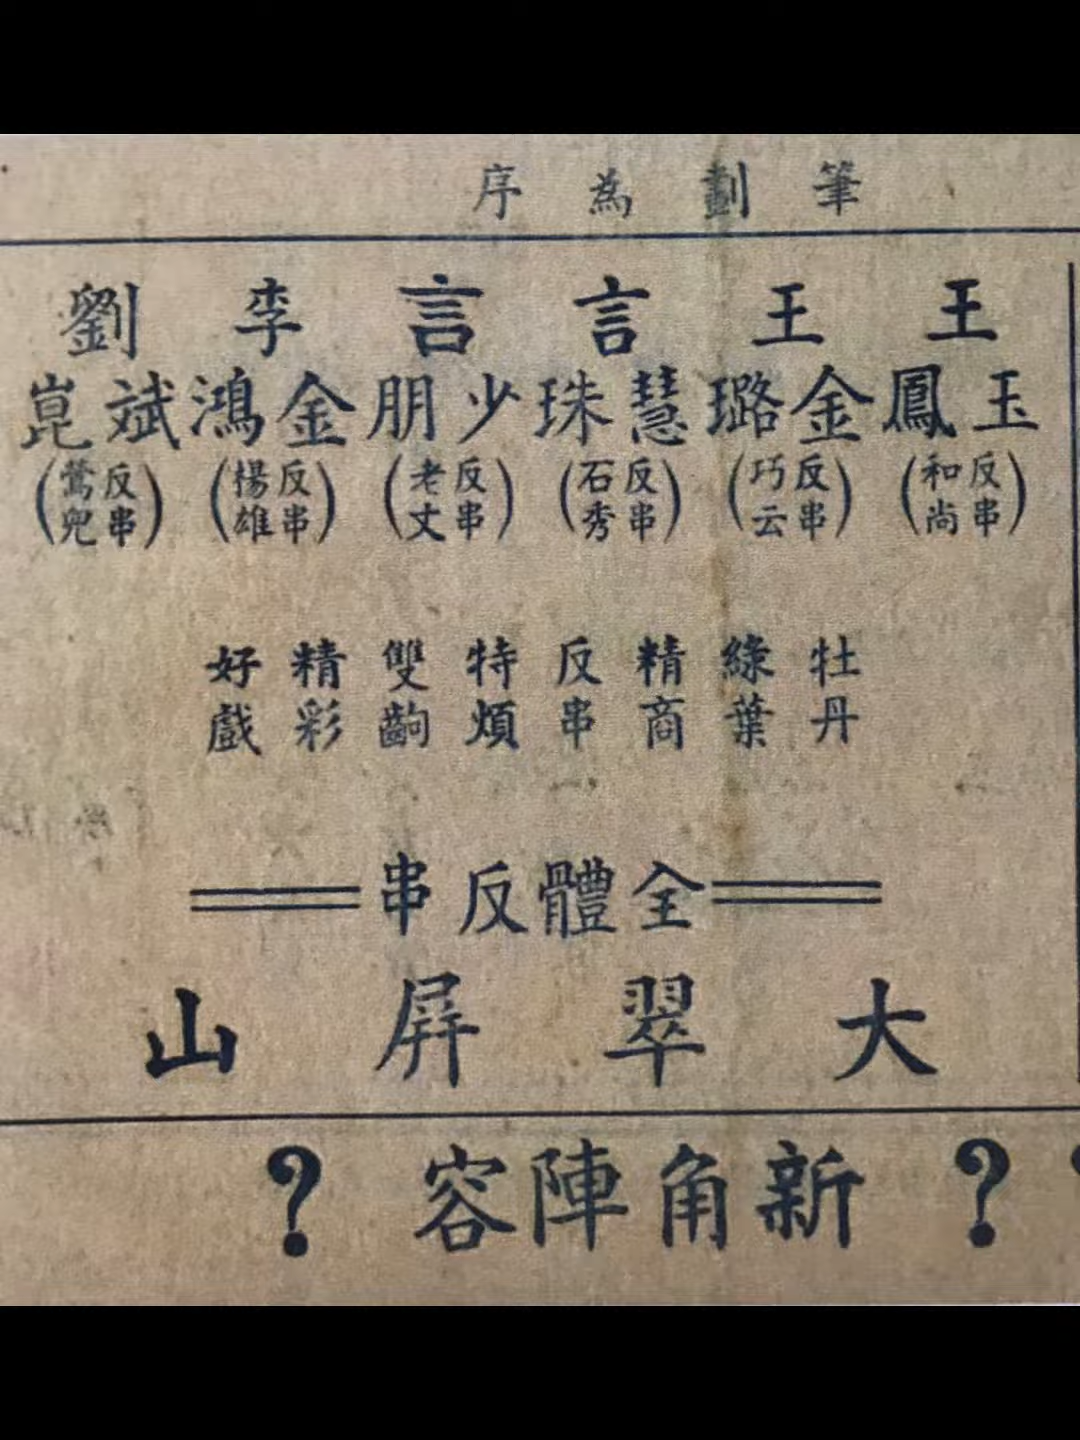 筆劃為序
王玉鳳(反串和尚)
王金璐(反串巧云)
言慧珠(反串石秀)
言少朋(反串老丈)
李金鴻(反串楊雄)
劉斌崑(反串鶯兒)
牡丹
綠葉
精商
反串
特煩
雙齣
精彩
好戲
全體反串
大翠屏山
?新角陣容?